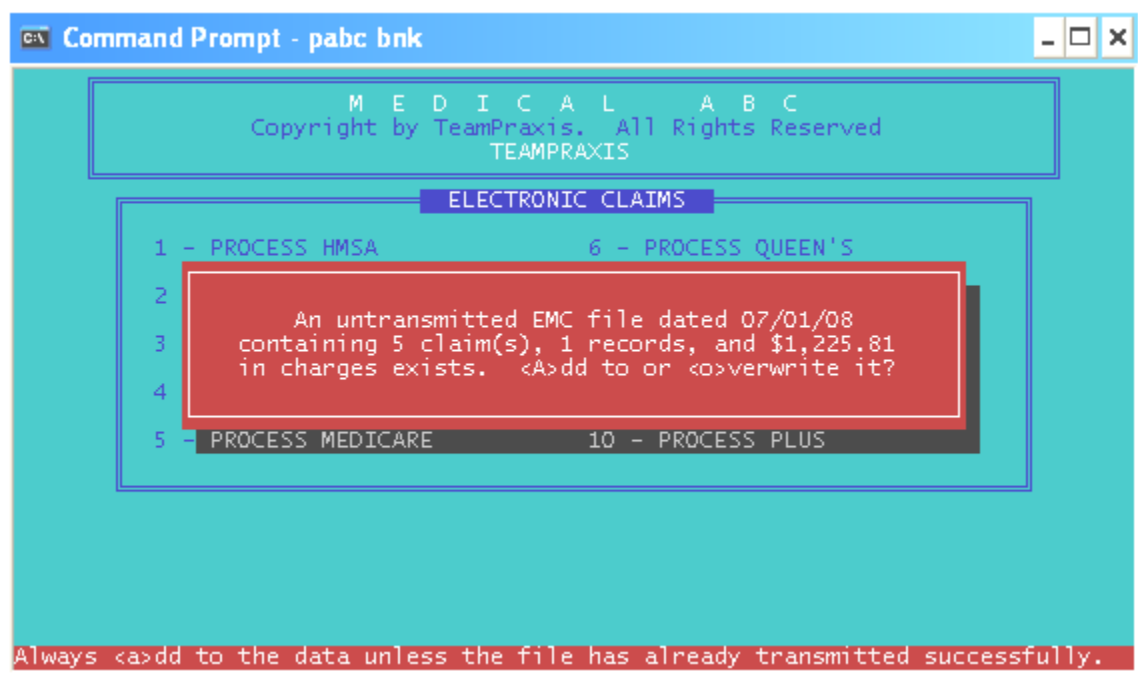 Command Prompt - pabc bnk
M E D I C A L   A B C
Copyright by TeamPraxis. All Rights Reserved
TEAMPRAXIS
ELECTRONIC CLAIMS
1 - PROCESS HMSA 6 - PROCESS QUEEN'S
2
An untransmitted EMC file dated 07/01/08
3 containing 5 claim(s), 1 records, and $1,225.81
in charges exists. <A>dd to or <o>verwrite it?
4
5 - PROCESS MEDICARE 10 - PROCESS PLUS
Always <a>dd to the data unless the file has already transmitted successfully.